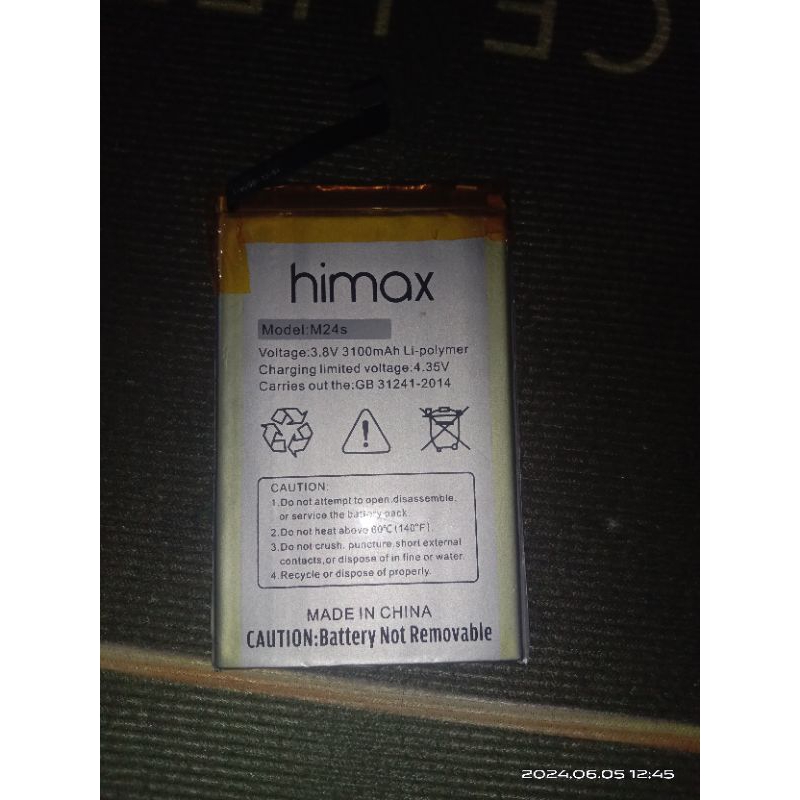 CE LIFE
himax
Model:M24s
Voltage:3.8V 3100mAh Li-polymer
Charging limited voltage:4.35V
Carries out the:GB 31241-2014
CAUTION:
1.Do not attempt to open,disassemble,
or service the battery pack.
2.Do not heat above 60℃(140℉).
3.Do not crush, puncture,short external
contacts,or dispose of in fine or water.
4.Recycle or dispose of properly.
MADE IN CHINA
CAUTION:Battery Not Removable
2024.06.05 12:45